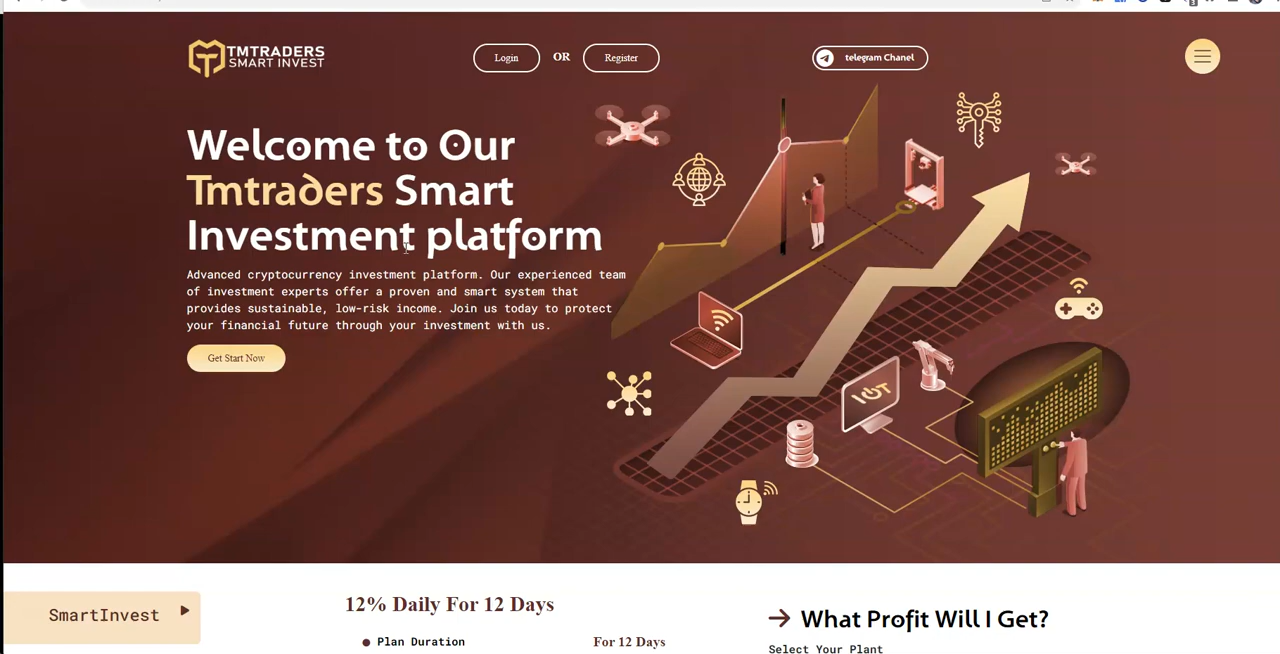 TMTRADERS
SMART INVEST
Login
OR
Register
telegram Chanel
Welcome to Our
Tmtraders Smart
Investment platform
Advanced cryptocurrency investment platform. Our experienced team
of investment experts offer a proven and smart system that
provides sustainable, low-risk income. Join us today to protect
your financial future through your investment with us.
Get Start Now
IOT
SmartInvest
12% Daily For 12 Days
Plan Duration
For 12 Days
What Profit Will I Get?
Select Your Plant